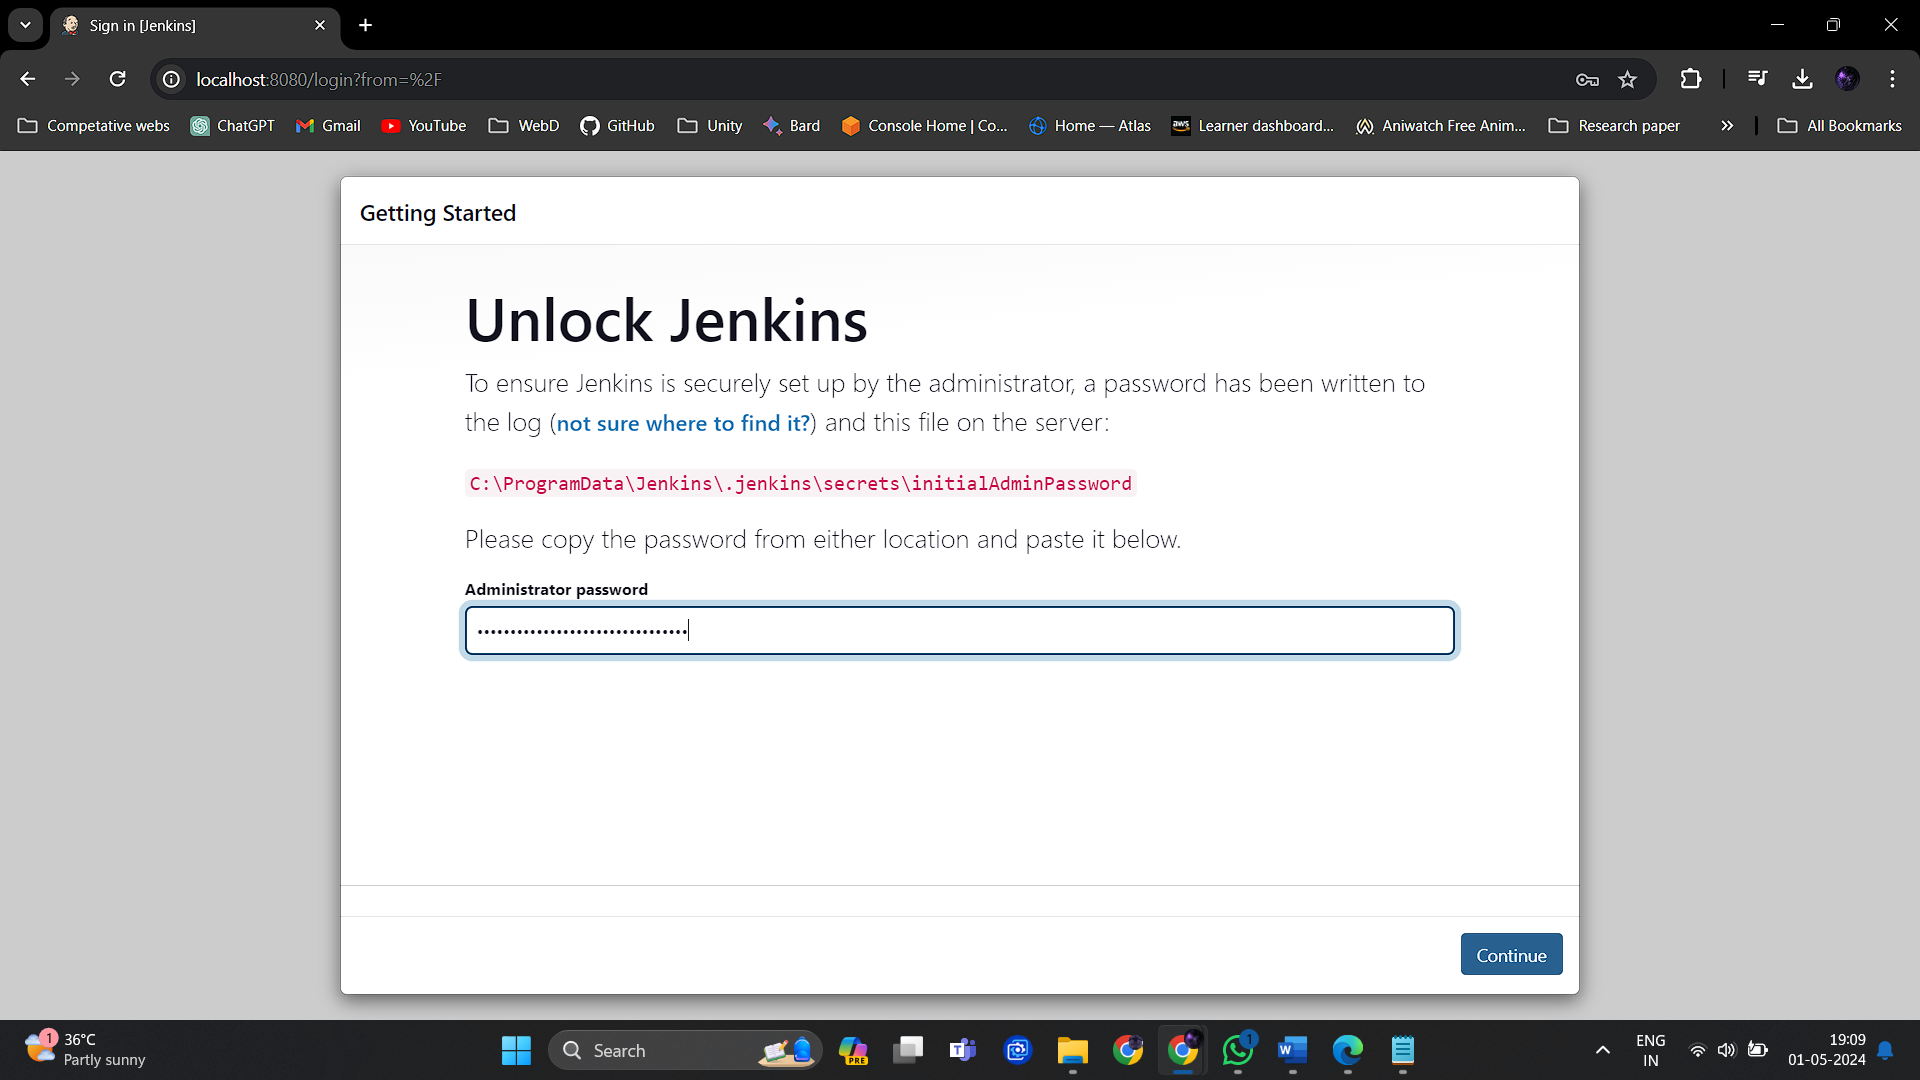 Sign in [Jenkins]
localhost:8080/login?from=%2F
Competative webs ChatGPT Gmail YouTube WebD GitHub Unity Bard Console Home | Co... Home — Atlas aws Learner dashboard... Aniwatch Free Anim... Research paper All Bookmarks
Getting Started
Unlock Jenkins
To ensure Jenkins is securely set up by the administrator, a password has been written to
the log (not sure where to find it?) and this file on the server:
C:\ProgramData\Jenkins\.jenkins\secrets\initialAdminPassword
Please copy the password from either location and paste it below.
Administrator password
••••••••••••••••••••••••••••••••
Continue
1 36°C
Partly sunny
Search
PRE
T
1
W
ENG
IN
19:09
01-05-2024